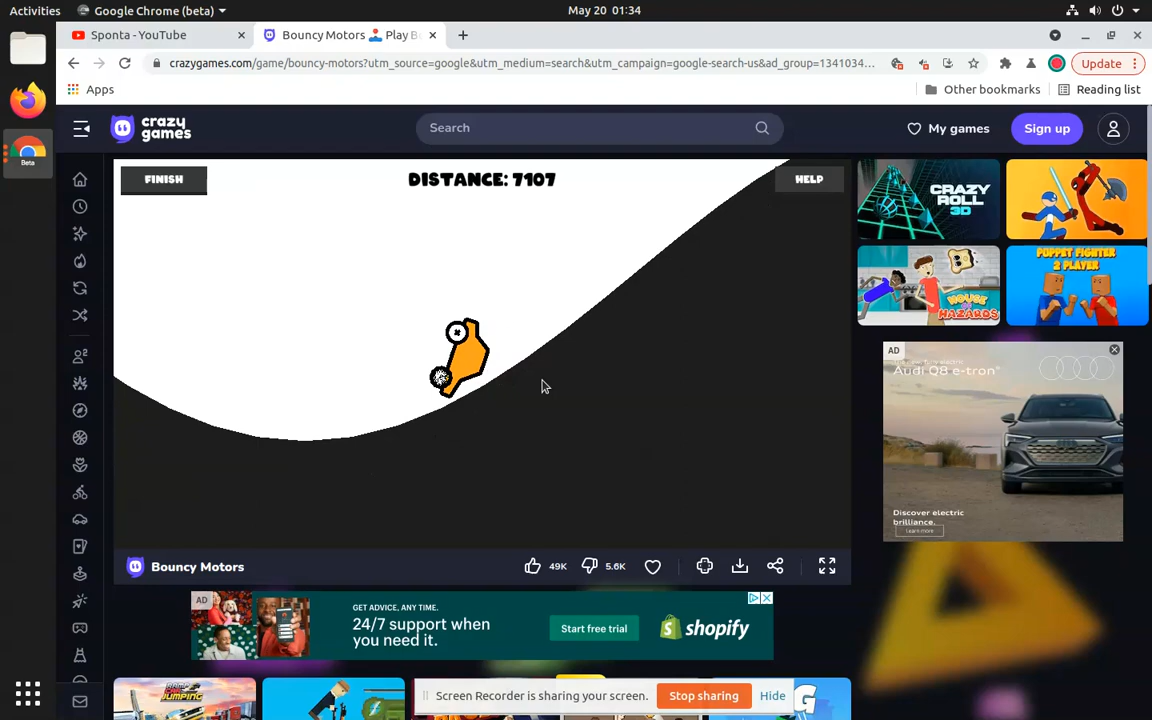 Activities
Google Chrome (beta)
May 20 01:34
Sponta - YouTube
Bouncy Motors 🕹️ Play B
crazygames.com/game/bouncy-motors?utm_source=google&utm_medium=search&utm_campaign=google-search-us&ad_group=1341034...
Update
Apps
Other bookmarks
Reading list
Beta
crazy
games
Search
My games
Sign up
FINISH
DISTANCE: 7107
HELP
CRAZY
ROLL
3D
HOUSE
OF
HAZARDS
PUPPET FIGHTER
2 PLAYER
AD
Audi Q8 e-tron
Discover electric
brilliance.
Learn more
Bouncy Motors
49K
5.6K
AD
GET ADVICE, ANY TIME.
24/7 support when
you need it.
Start free trial
shopify
Screen Recorder is sharing your screen.
Stop sharing
Hide